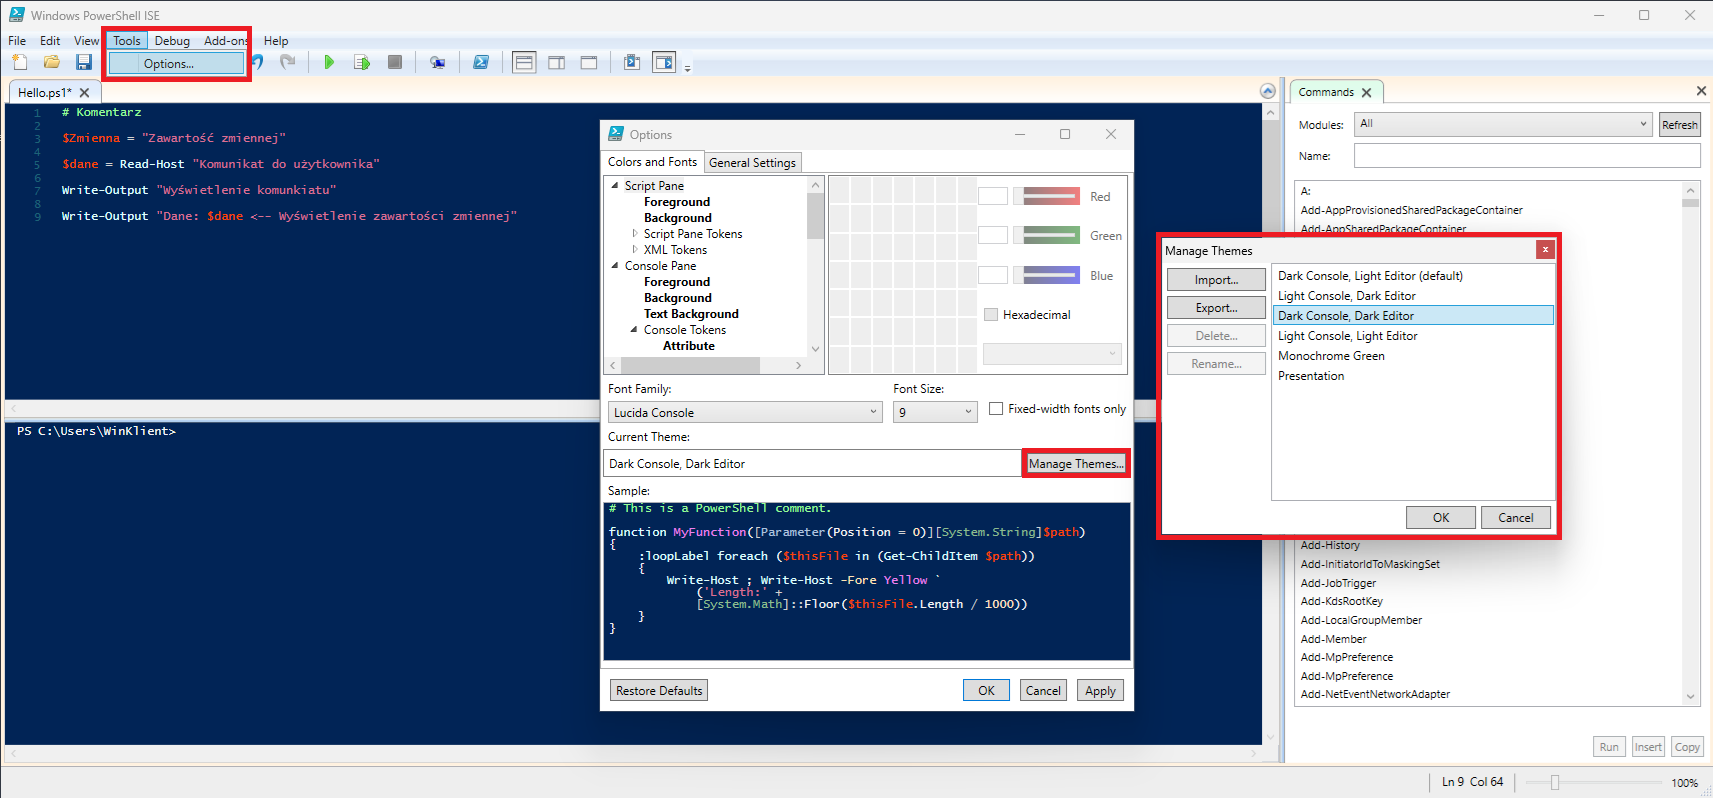 Windows PowerShell ISE
File Edit View Tools Debug Add-ons Help
Options...
Hello.ps1*
1 # Komentarz
2
3 $Zmienna = "Zawartość zmiennej"
4
5 $dane = Read-Host "Komunikat do użytkownika"
6
7 Write-Output "Wyświetlenie komunkiatu"
8
9 Write-Output "Dane: $dane <-- Wyświetlenie zawartości zmiennej"
PS C:\Users\WinKlient>
Options
Colors and Fonts General Settings
Script Pane
Foreground
Background
Script Pane Tokens
XML Tokens
Console Pane
Foreground
Background
Text Background
Console Tokens
Attribute
Red
Green
Blue
Hexadecimal
Font Family: Font Size:
Lucida Console 9 Fixed-width fonts only
Current Theme:
Dark Console, Dark Editor Manage Themes...
Sample:
# This is a PowerShell comment.
function MyFunction([Parameter(Position = 0)][System.String]$path)
{
:loopLabel foreach ($thisFile in (Get-ChildItem $path))
{
Write-Host ; Write-Host -Fore Yellow `
('Length:' +
[System.Math]::Floor($thisFile.Length / 1000))
}
}
Restore Defaults OK Cancel Apply
Commands
Modules: All Refresh
Name:
A:
Add-AppProvisionedSharedPackageContainer
Add-AppSharedPackageContainer
Manage Themes
Import...
Export...
Delete...
Rename...
Dark Console, Light Editor (default)
Light Console, Dark Editor
Dark Console, Dark Editor
Light Console, Light Editor
Monochrome Green
Presentation
OK Cancel
Add-History
Add-InitiatorIdToMaskingSet
Add-JobTrigger
Add-KdsRootKey
Add-LocalGroupMember
Add-Member
Add-MpPreference
Add-MpPreference
Add-NetEventNetworkAdapter
Run Insert Copy
Ln 9 Col 64 100%